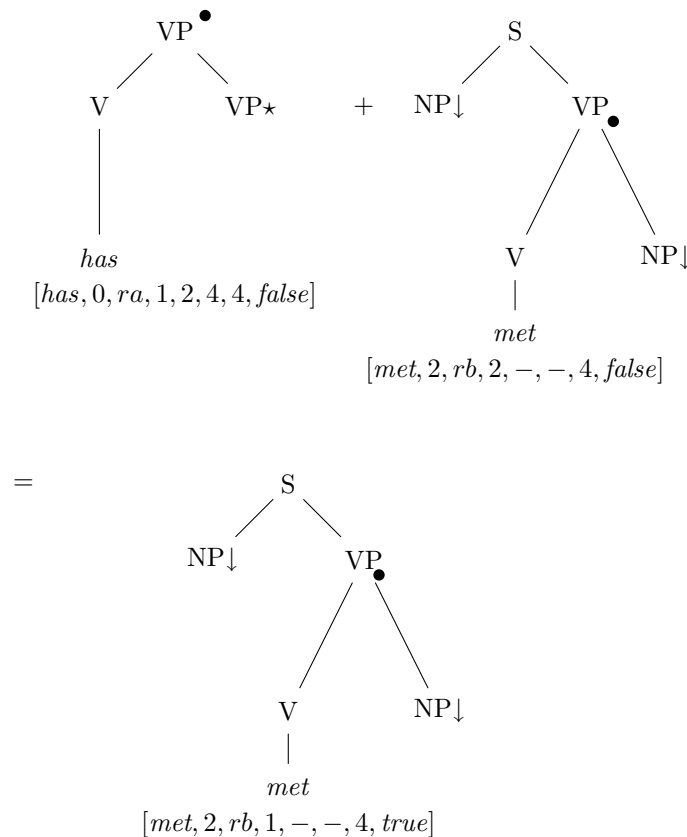 VP• S
V VP⋆ + NP↓ VP•
has V NP↓
[has, 0, ra, 1, 2, 4, 4, false]
met
[met, 2, rb, 2, −, −, 4, false]
= S
NP↓ VP•
V NP↓
met
[met, 2, rb, 1, −, −, 4, true]